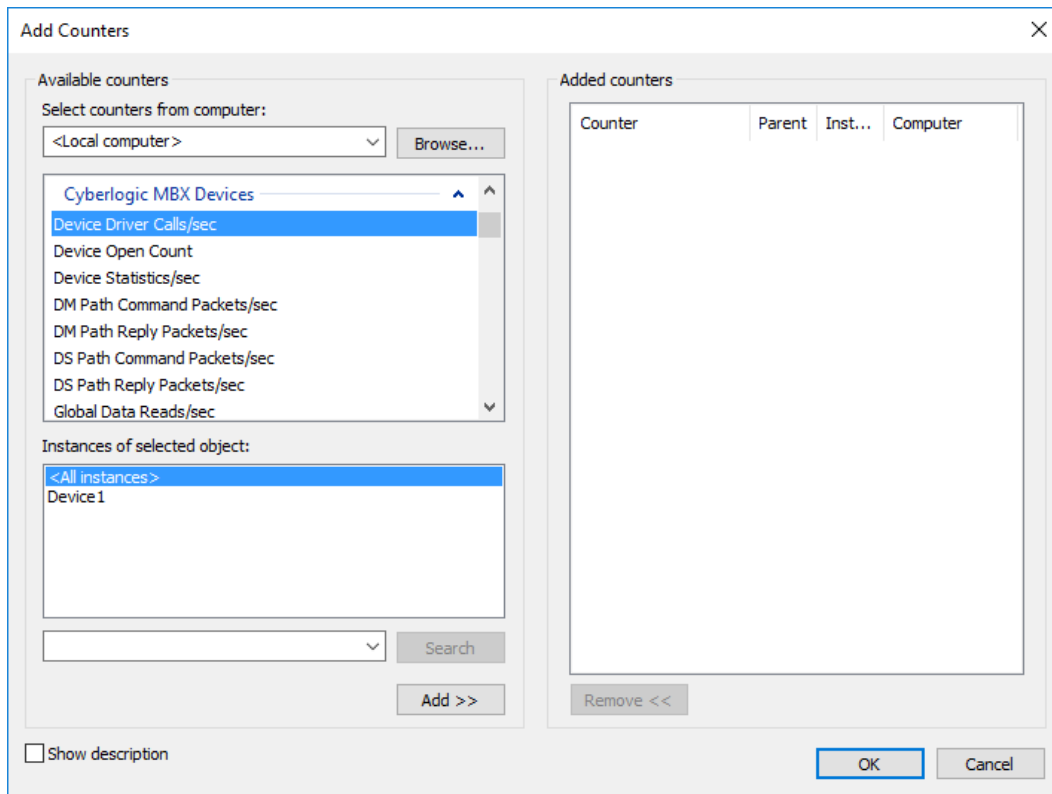 Add Counters
Available counters
Select counters from computer:
<Local computer>
Browse...
Cyberlogic MBX Devices
Device Driver Calls/sec
Device Open Count
Device Statistics/sec
DM Path Command Packets/sec
DM Path Reply Packets/sec
DS Path Command Packets/sec
DS Path Reply Packets/sec
Global Data Reads/sec
Instances of selected object:
<All instances>
Device1
Search
Add >>
Show description
Added counters
Counter Parent Inst... Computer
Remove <<
OK Cancel